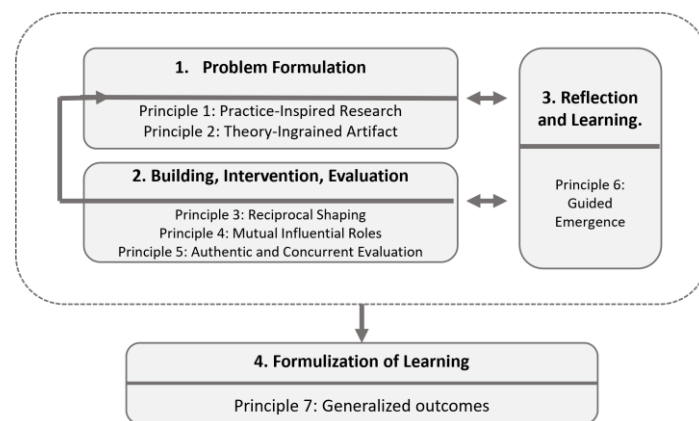 1. Problem Formulation
Principle 1: Practice-Inspired Research
Principle 2: Theory-Ingrained Artifact
2. Building, Intervention, Evaluation
Principle 3: Reciprocal Shaping
Principle 4: Mutual Influential Roles
Principle 5: Authentic and Concurrent Evaluation
3. Reflection
and Learning.
Principle 6:
Guided
Emergence
4. Formulization of Learning
Principle 7: Generalized outcomes